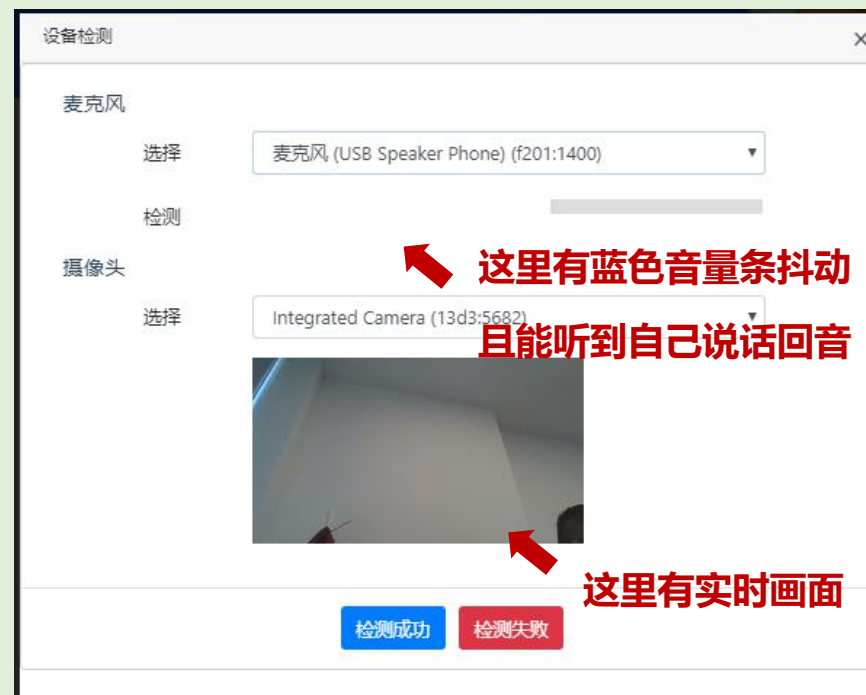 设备检测
×
麦克风
选择
麦克风 (USB Speaker Phone) (f201:1400)
检测
这里有蓝色音量条抖动
摄像头
选择
Integrated Camera (13d3:5682)
且能听到自己说话回音
这里有实时画面
检测成功
检测失败